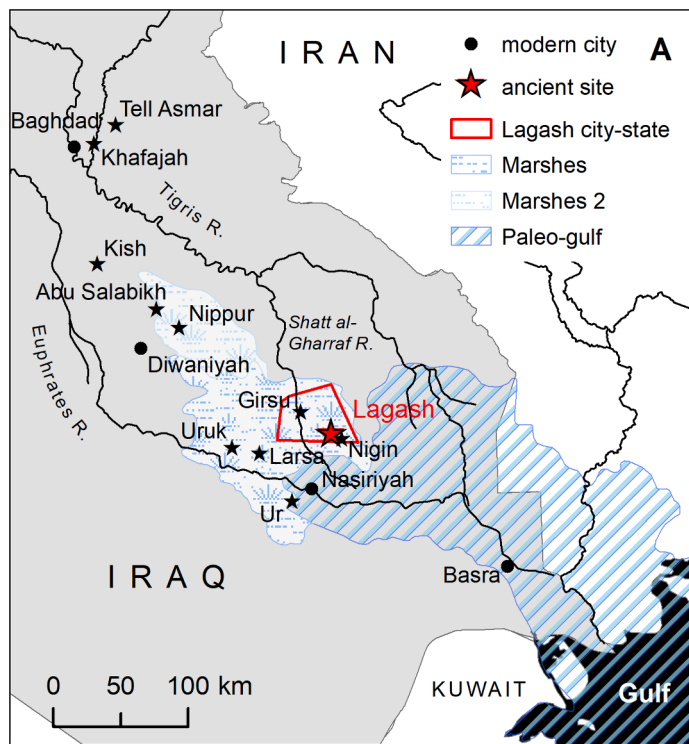 IRAN
A
modern city
ancient site
Lagash city-state
Marshes
Marshes 2
Paleo-gulf
Tell Asmar
Baghdad
Khafajah
Tigris R.
Kish
Abu Salabikh
Nippur
Shatt al-
Gharraf R.
Euphrates R.
Diwaniyah
Girsu
Lagash
Uruk
Larsa
Nigin
Nasiriyah
Ur
IRAQ
Basra
0 50 100 km
KUWAIT
Gulf